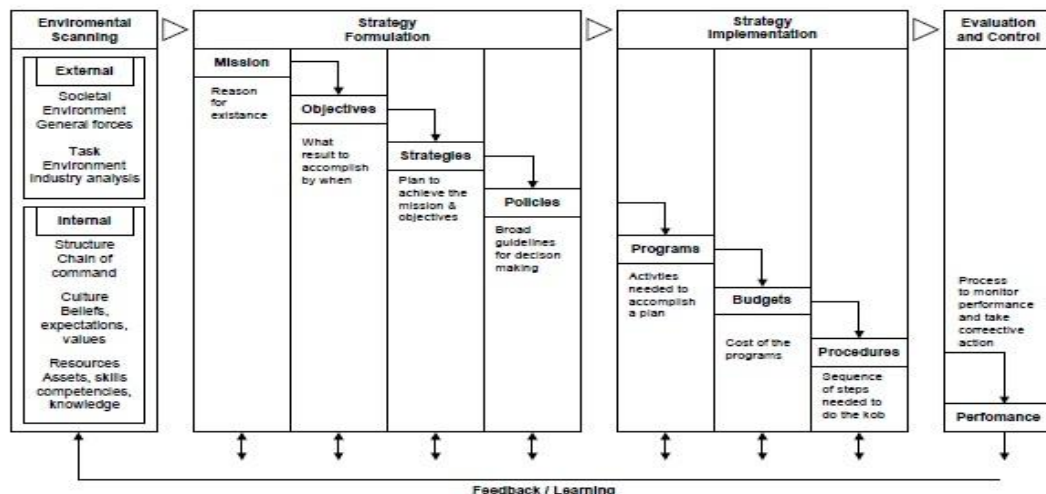 Enviromental
Scanning
External
Societal
Environment
General forces
Task
Environment
Industry analysis
Internal
Structure
Chain of
command
Culture
Beliefs,
expectations,
values
Resources
Assets, skills
competencies,
knowledge
Strategy
Formulation
Mission
Reason
for
existance
Objectives
What
result to
accomplish
by when
Strategies
Plan to
achieve the
mission &
objectives
Policies
Broad
guidelines
for decison
making
Strategy
Implementation
Programs
Activties
needed to
accomplish
a plan
Budgets
Cost of the
programs
Procedures
Sequence
of steps
needed to
do the kob
Evaluation
and Control
Process
to monitor
performance
and take
correective
action
Perfomance
Feedback / Learning